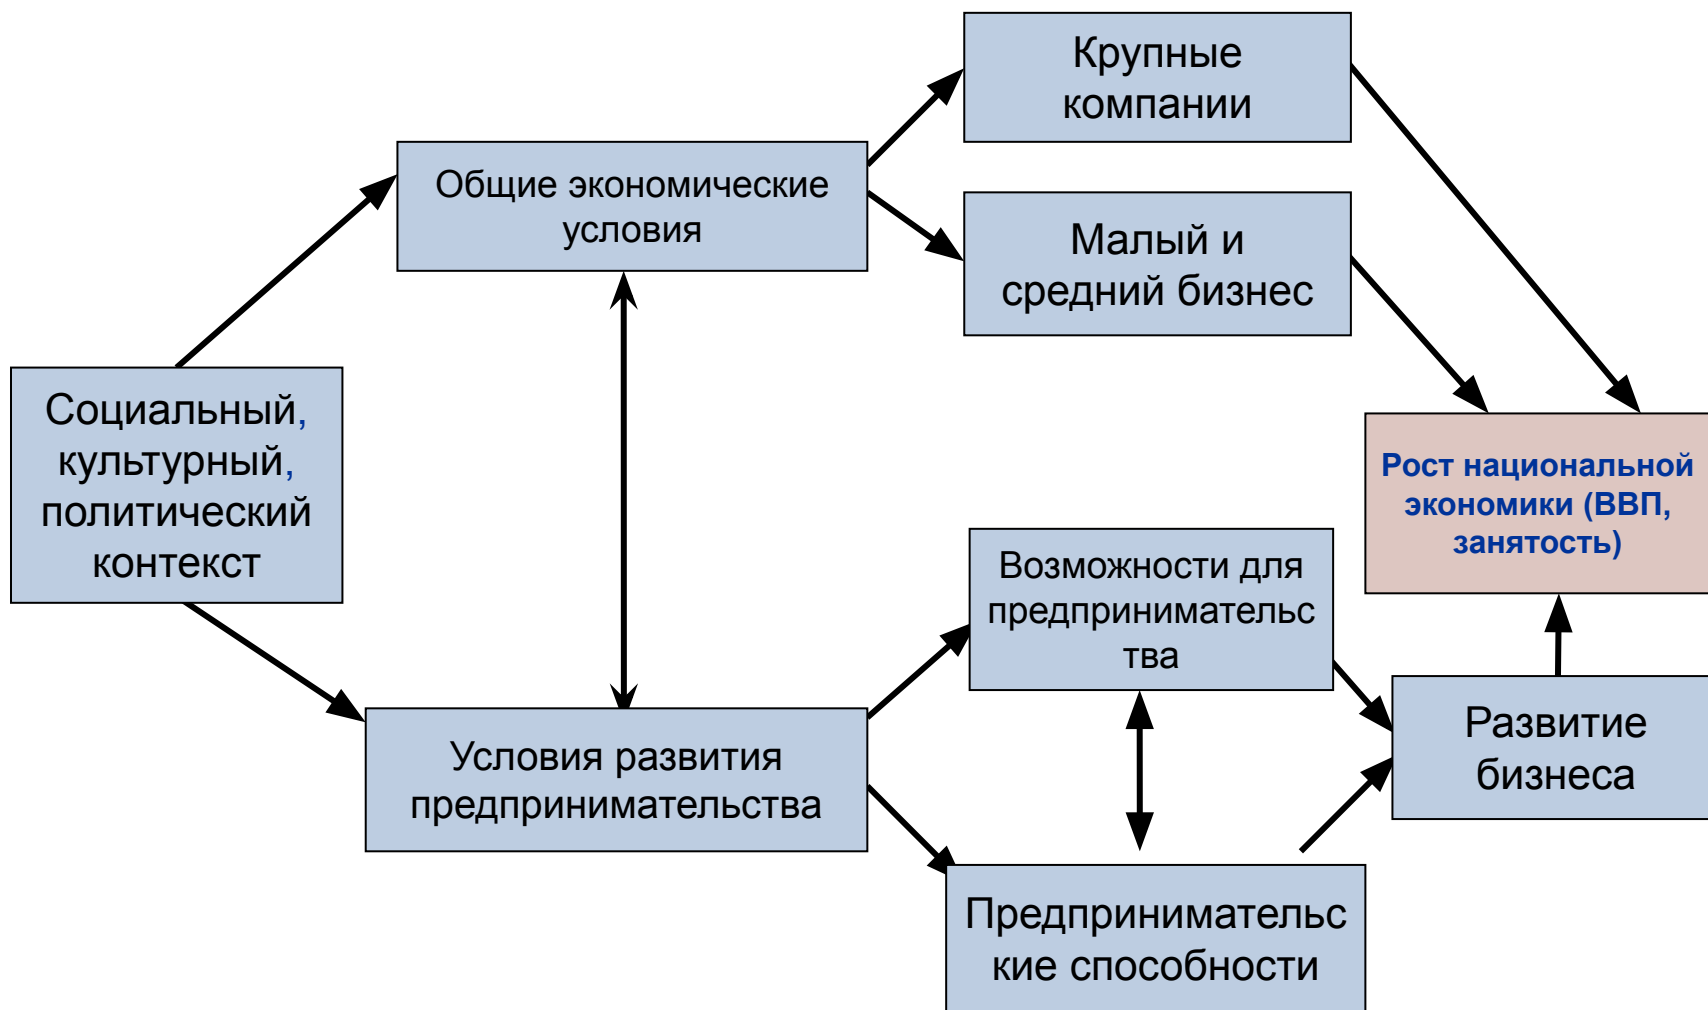 Крупные
компании
Общие экономические
условия
Малый и
средний бизнес
Социальный,
культурный,
политический
контекст
Рост национальной
экономики (ВВП,
занятость)
Возможности для
предпринимательс
тва
Условия развития
предпринимательства
Развитие
бизнеса
Предпринимательс
кие способности